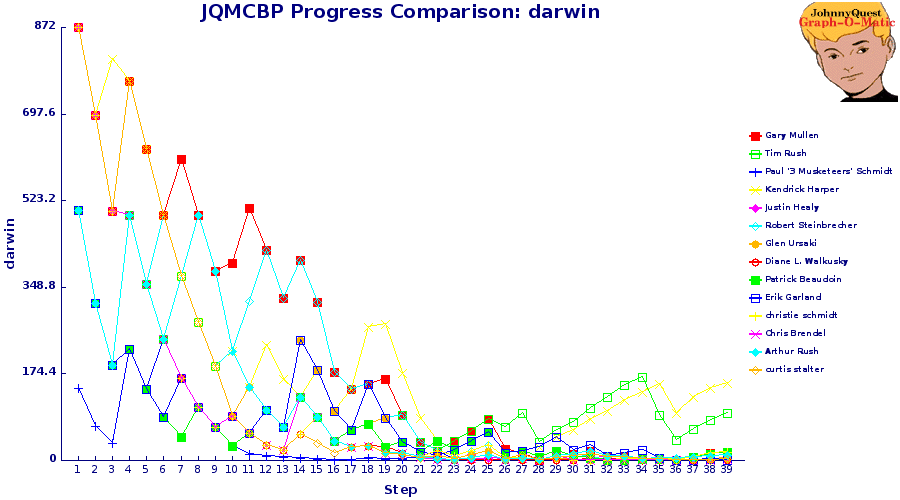 JQMCBP Progress Comparison: darwin
JohnnyQuest
Graph-O-Matic
872
697.6
523.2
348.8
174.4
0
darwin
1 2 3 4 5 6 7 8 9 10 11 12 13 14 15 16 17 18 19 20 21 22 23 24 25 26 27 28 29 30 31 32 33 34 35 36 37 38 39
Step
Gary Mullen
Tim Rush
Paul '3 Musketeers' Schmidt
Kendrick Harper
Justin Healy
Robert Steinbrecher
Glen Ursaki
Diane L. Walkusky
Patrick Beaudoin
Erik Garland
christie schmidt
Chris Brendel
Arthur Rush
curtis stalter